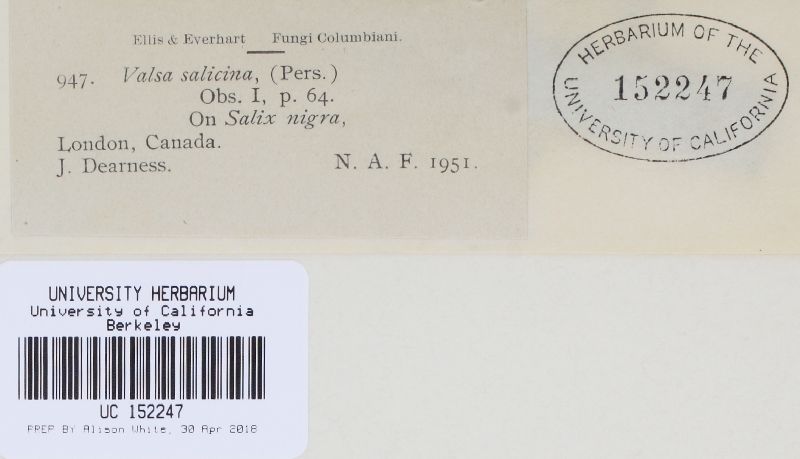 Ellis & Everhart Fungi Columbiani.
947. Valsa salicina, (Pers.)
Obs. I, p. 64.
On Salix nigra,
London, Canada.
J. Dearness. N. A. F. 1951.
HERBARIUM OF THE
152247
UNIVERSITY OF CALIFORNIA
UNIVERSITY HERBARIUM
University of California
Berkeley
UC 152247
PREP BY Alison White, 30 Apr 2018